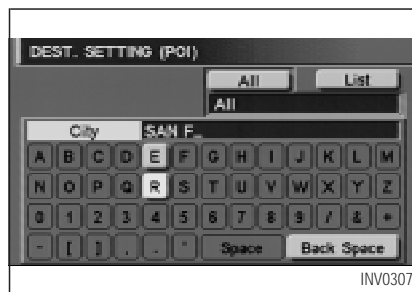 DEST. SETTING (POI)
All List
All
City SAN F_
A B C D E F G H I J K L M
N O P Q R S T U V W X Y Z
0 1 2 3 4 5 6 7 8 9 / & +
- [ ] , .
Space Back Space
INV0307